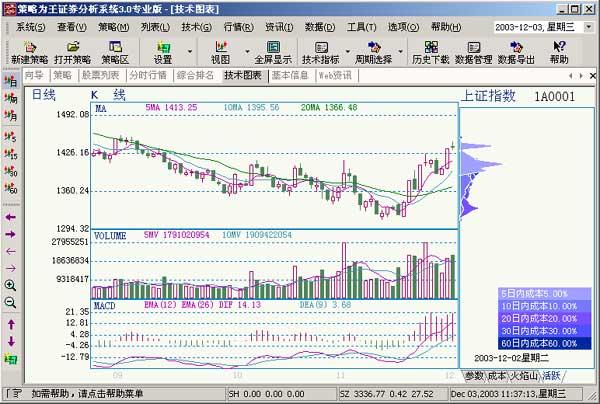 策略为王证券分析系统3.0专业版 - [技术图表]
系统(S) 查看(V) 策略(M) 列表(L) 技术(G) 行情(R) 资讯(I) 数据(D) 工具(T) 选项(O) 帮助(H) 2003-12-03,星期三
新建策略 打开策略 策略区 设置 视图 全屏显示 技术指标 周期选择 历史下载 数据管理 数据导出 帮助
向导 策略 股票列表 分时行情 综合排名 技术图表 基本信息 Web资讯
日线 K 线 上证指数 1A0001
MA 5MA 1413.25 10MA 1395.56 20MA 1366.48
1492.08
1426.16
1360.24
1294.32
VOLUME 5MV 1791020954 10MV 1909422054
27955251
18636834
9318417
MACD EMA(12) EMA(26) DIF 14.13 DEA(9) 3.68
21.35
12.81
4.28
-4.26
-12.79
09 10 11 12
5日内成本5.00%
10日内成本10.00%
20日内成本20.00%
30日内成本30.00%
60日内成本60.00%
2003-12-02星期二
参数 成本 火焰山 活跃
日 周 月 5 15 30 60
如需帮助，请点击帮助菜单 SH 0.00 0.00 0.00 SZ 3336.77 0.42 27.52 Dec 03,2003 11:37:13,星期三